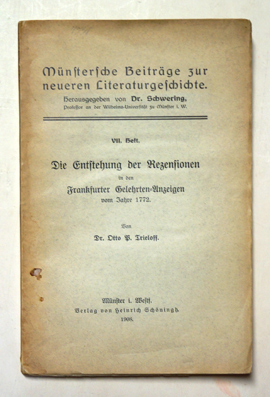 Münstersche Beiträge zur
neueren Literaturgeschichte.
Herausgegeben von Dr. Schwering,
Professor an der Wilhelms-Universität zu Münster i. W.
VII. Heft.
Die Entstehung der Rezensionen
in den
Frankfurter Gelehrten-Anzeigen
vom Jahre 1772.
Von
Dr. Otto P. Trieloff.
Münster i. Westf.
Verlag von Heinrich Schöningh.
1908.